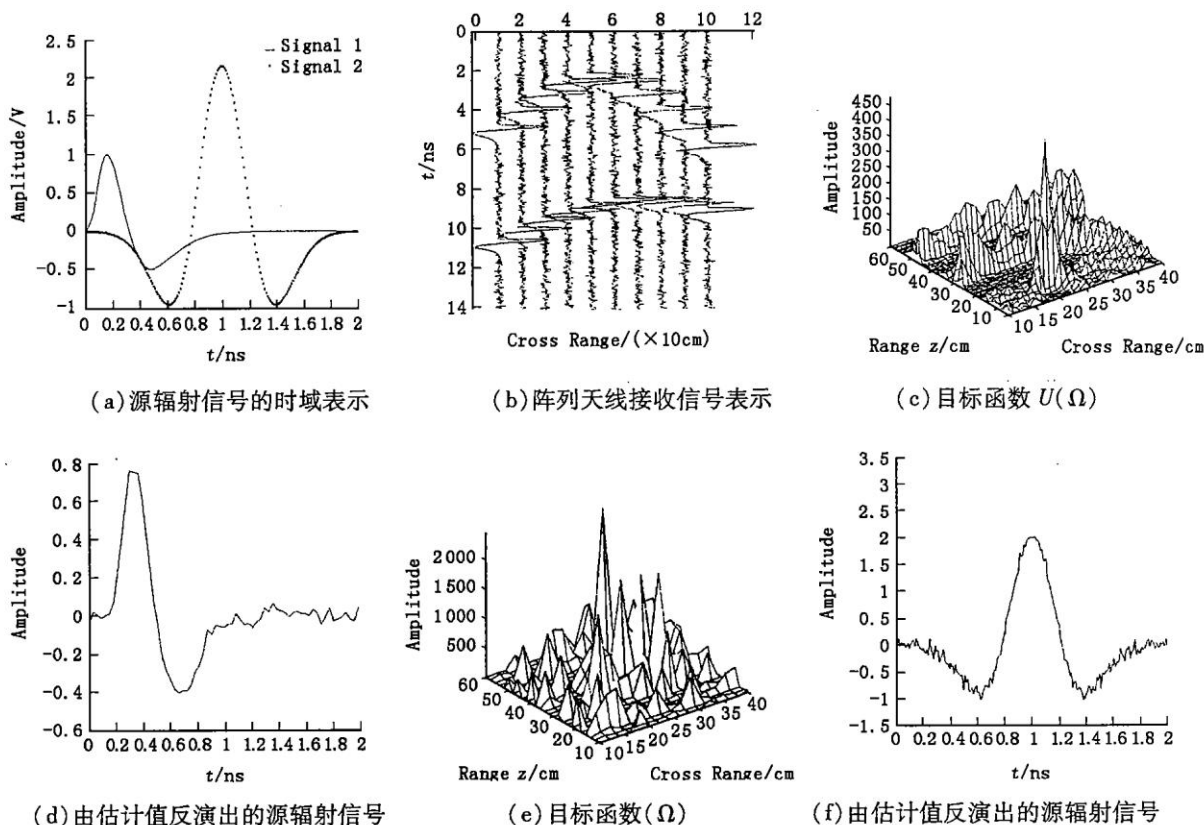 2.5
2
1.5
1
0.5
0
-0.5
-1
Amplitude/V
Signal 1
Signal 2
0 0.2 0.4 0.6 0.8 1 1.2 1.4 1.6 1.8 2
t/ns
(a)源辐射信号的时域表示
0 2 4 6 8 10 12
0
2
4
6
8
10
12
14
t/ns
Cross Range/(×10cm)
(b)阵列天线接收信号表示
450
400
350
300
250
200
150
100
50
Amplitude
60 50 40 30 20 10
10 15 20 25 30 35 40
Range z/cm
Cross Range/cm
(c)目标函数 U(Ω)
0.8
0.6
0.4
0.2
0
-0.2
-0.4
-0.6
Amplitude
0 0.2 0.4 0.6 0.8 1 1.2 1.4 1.6 1.8 2
t/ns
(d)由估计值反演出的源辐射信号
2 000
1 500
1 000
500
Amplitude
60 50 40 30 20 10
10 15 20 25 30 35 40
Range z/cm
Cross Range/cm
(e)目标函数(Ω)
3.5
3
2.5
2
1.5
1
0.5
0
-0.5
-1
-1.5
Amplitude
0 0.2 0.4 0.6 0.8 1 1.2 1.4 1.6 1.8 2
t/ns
(f)由估计值反演出的源辐射信号